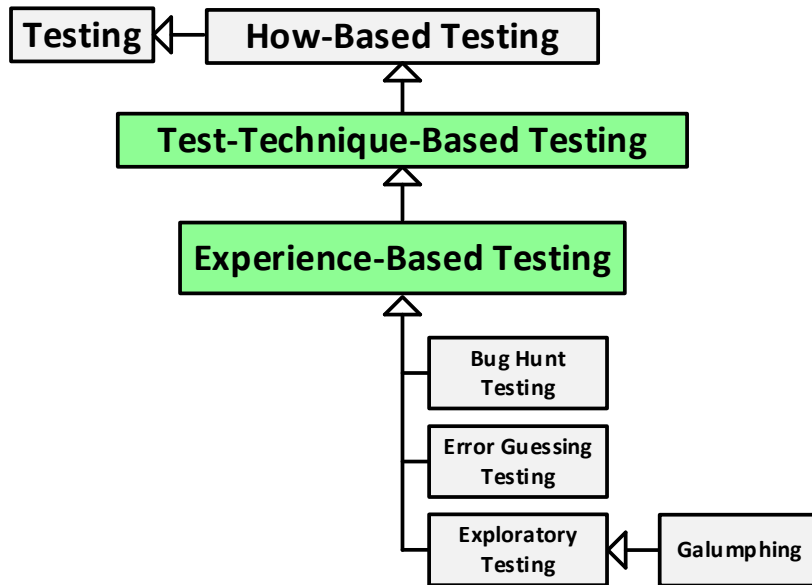 Testing
How-Based Testing
Test-Technique-Based Testing
Experience-Based Testing
Bug Hunt
Testing
Error Guessing
Testing
Exploratory
Testing
Galumphing